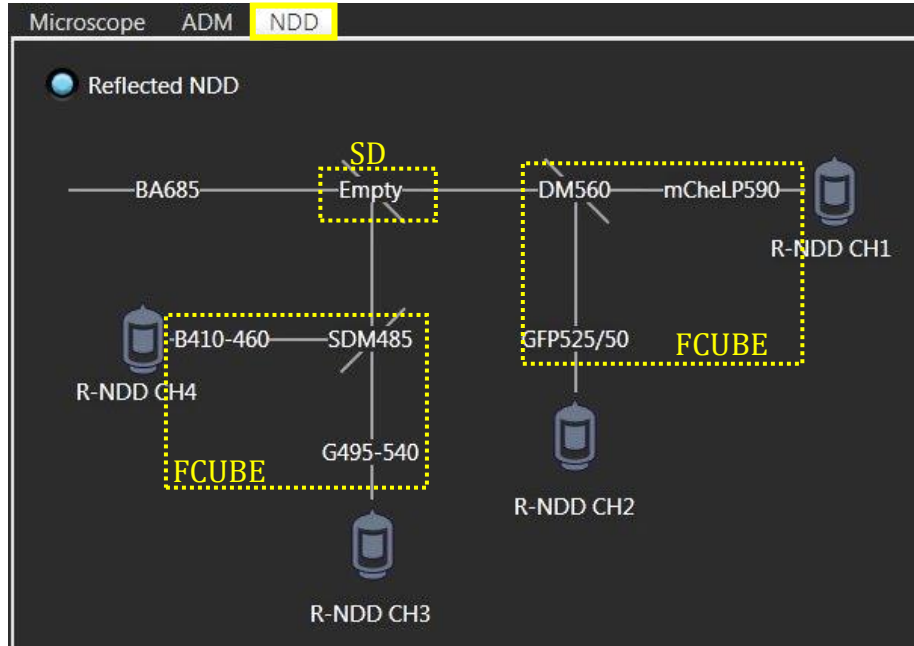 Microscope ADM NDD
Reflected NDD
SD
BA685 Empty DM560 mCheLP590
R-NDD CH1
B410-460 SDM485 GFP525/50 FCUBE
R-NDD CH4
G495-540
FCUBE
R-NDD CH2
R-NDD CH3